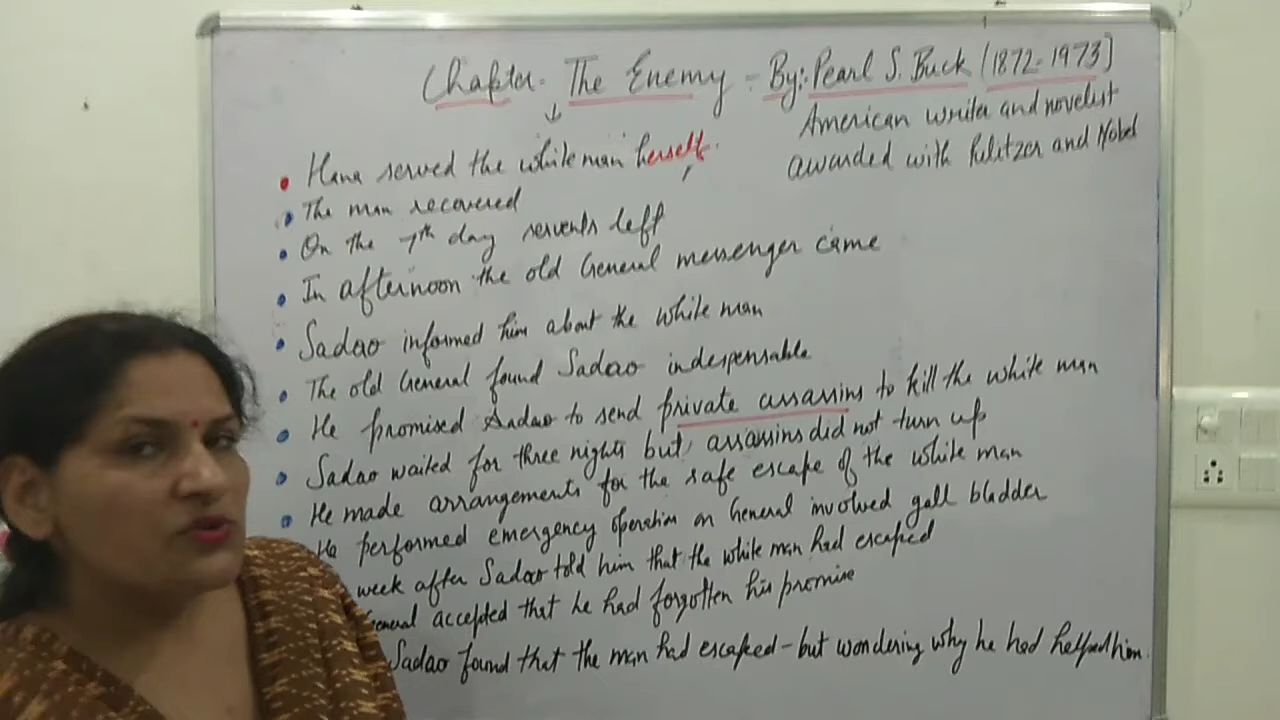 Chapter- The Enemy - By:- Pearl S. Buck (1872-1973)
American writer and novelist
awarded with Pulitzer and Nobel
• Hana served the white man herself.
• The man recovered
• On the 7th day servents left
• In afternoon the old General messenger came
• Sadao informed him about the white man
• The old General found Sadao indespensable
• He promised Sadao to send private assassins to kill the white man
• Sadao waited for three nights but, assassins did not turn up
• He made arrangements for the safe escape of the white man
He performed emergency operation on General involved gall bladder
week after Sadao told him that the white man had escaped
General accepted that he had forgotten his promise
Sadao found that the man had escaped - but wondering why he had helped him.